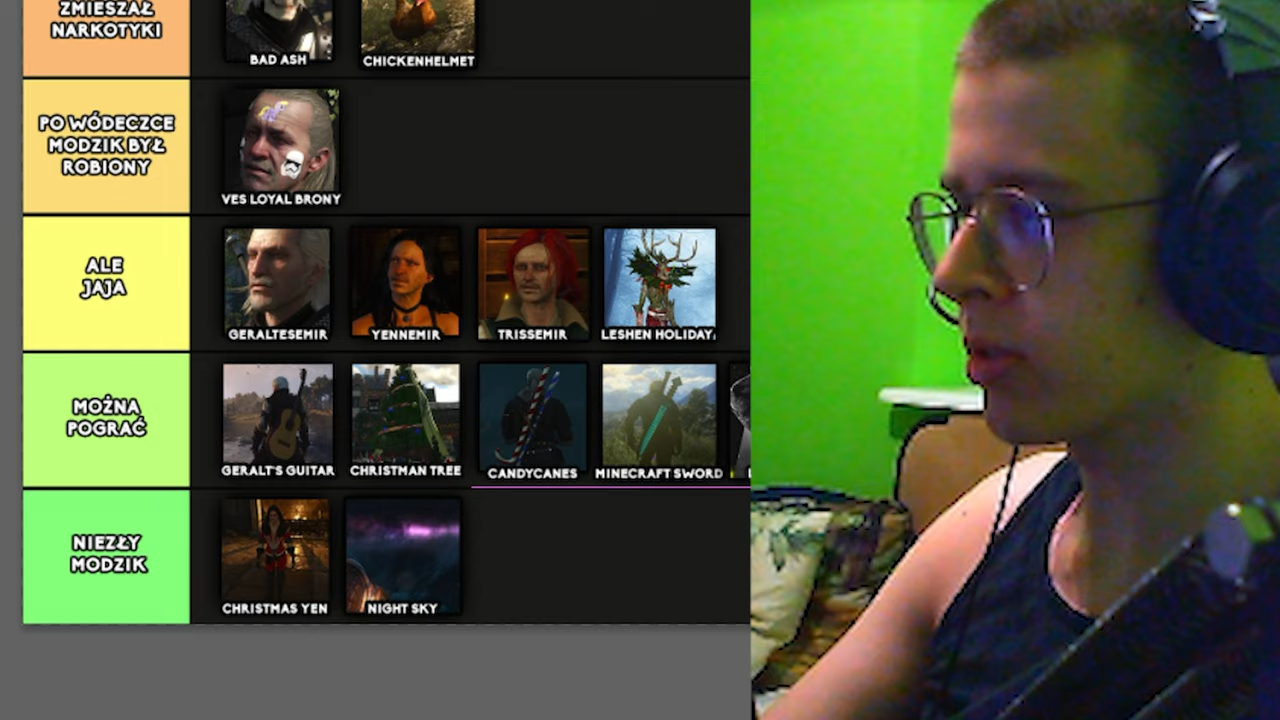 ZMIESZAŁ
NARKOTYKI
BAD ASH
CHICKENHELMET
PO WÓDECZCE
MODZIK BYŁ
ROBIONY
VES LOYAL BRONY
ALE
JAJA
GERALTESEMIR
YENNEMIR
TRISSEMIR
LESHEN HOLIDAY
MOŻNA
POGRAĆ
GERALT'S GUITAR
CHRISTMAN TREE
CANDYCANES
MINECRAFT SWORD
NIEZŁY
MODZIK
CHRISTMAS YEN
NIGHT SKY